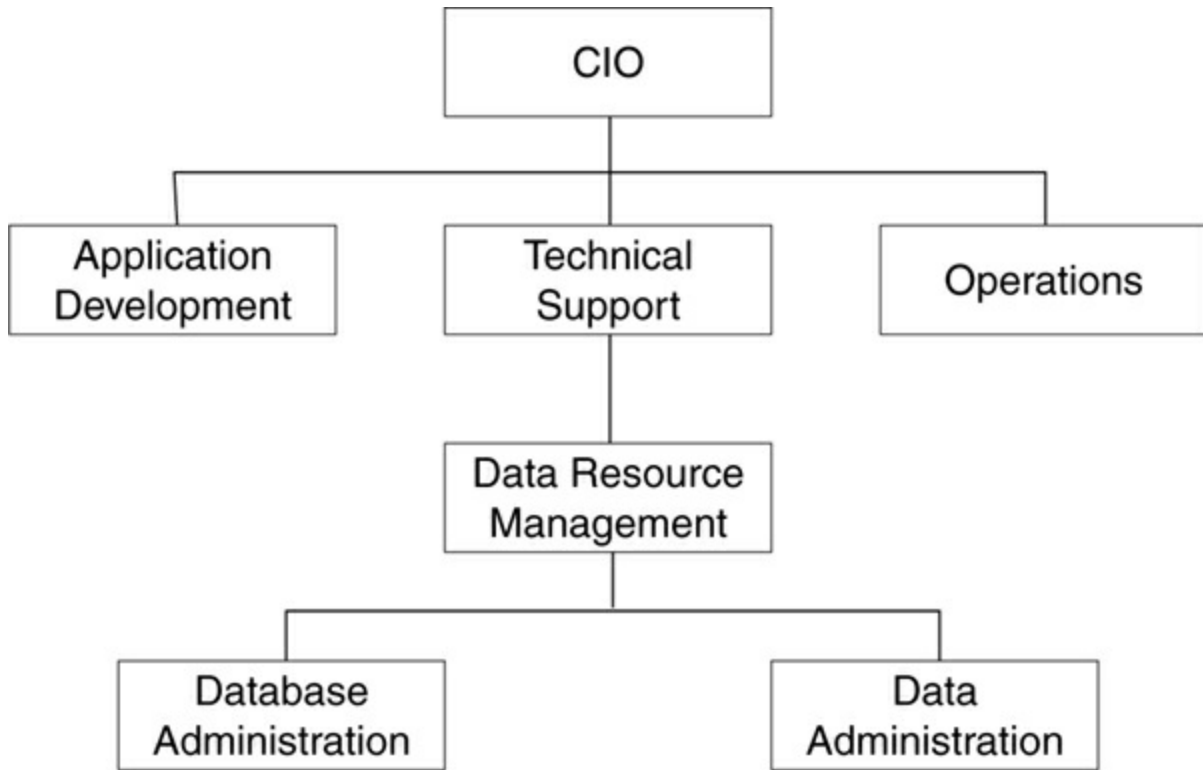 CIO
Application
Development
Technical
Support
Operations
Data Resource
Management
Database
Administration
Data
Administration